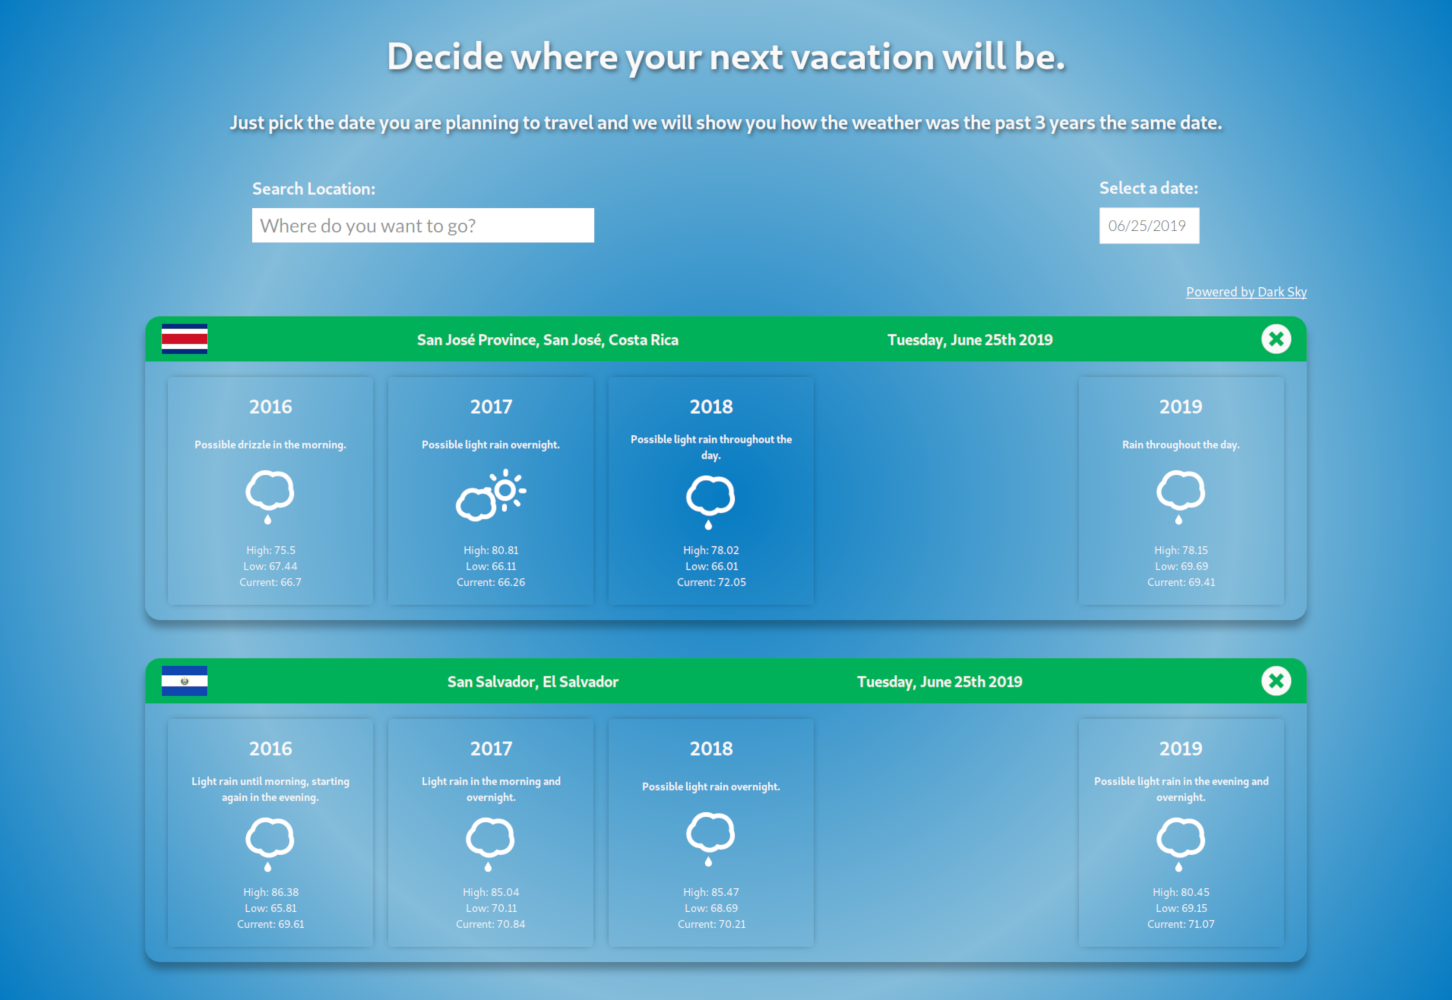 Decide where your next vacation will be.
Just pick the date you are planning to travel and we will show you how the weather was the past 3 years the same date.
Search Location:
Where do you want to go?
Select a date:
06/25/2019
Powered by Dark Sky
San José Province, San José, Costa Rica
Tuesday, June 25th 2019
2016
Possible drizzle in the morning.
High: 75.5
Low: 67.44
Current: 66.7
2017
Possible light rain overnight.
High: 80.81
Low: 66.11
Current: 66.26
2018
Possible light rain throughout the
day.
High: 78.02
Low: 66.01
Current: 72.05
2019
Rain throughout the day.
High: 78.15
Low: 69.69
Current: 69.41
San Salvador, El Salvador
Tuesday, June 25th 2019
2016
Light rain until morning, starting
again in the evening.
High: 86.38
Low: 65.81
Current: 69.61
2017
Light rain in the morning and
overnight.
High: 85.04
Low: 70.11
Current: 70.84
2018
Possible light rain overnight.
High: 85.47
Low: 68.69
Current: 70.21
2019
Possible light rain in the evening and
overnight.
High: 80.45
Low: 69.15
Current: 71.07